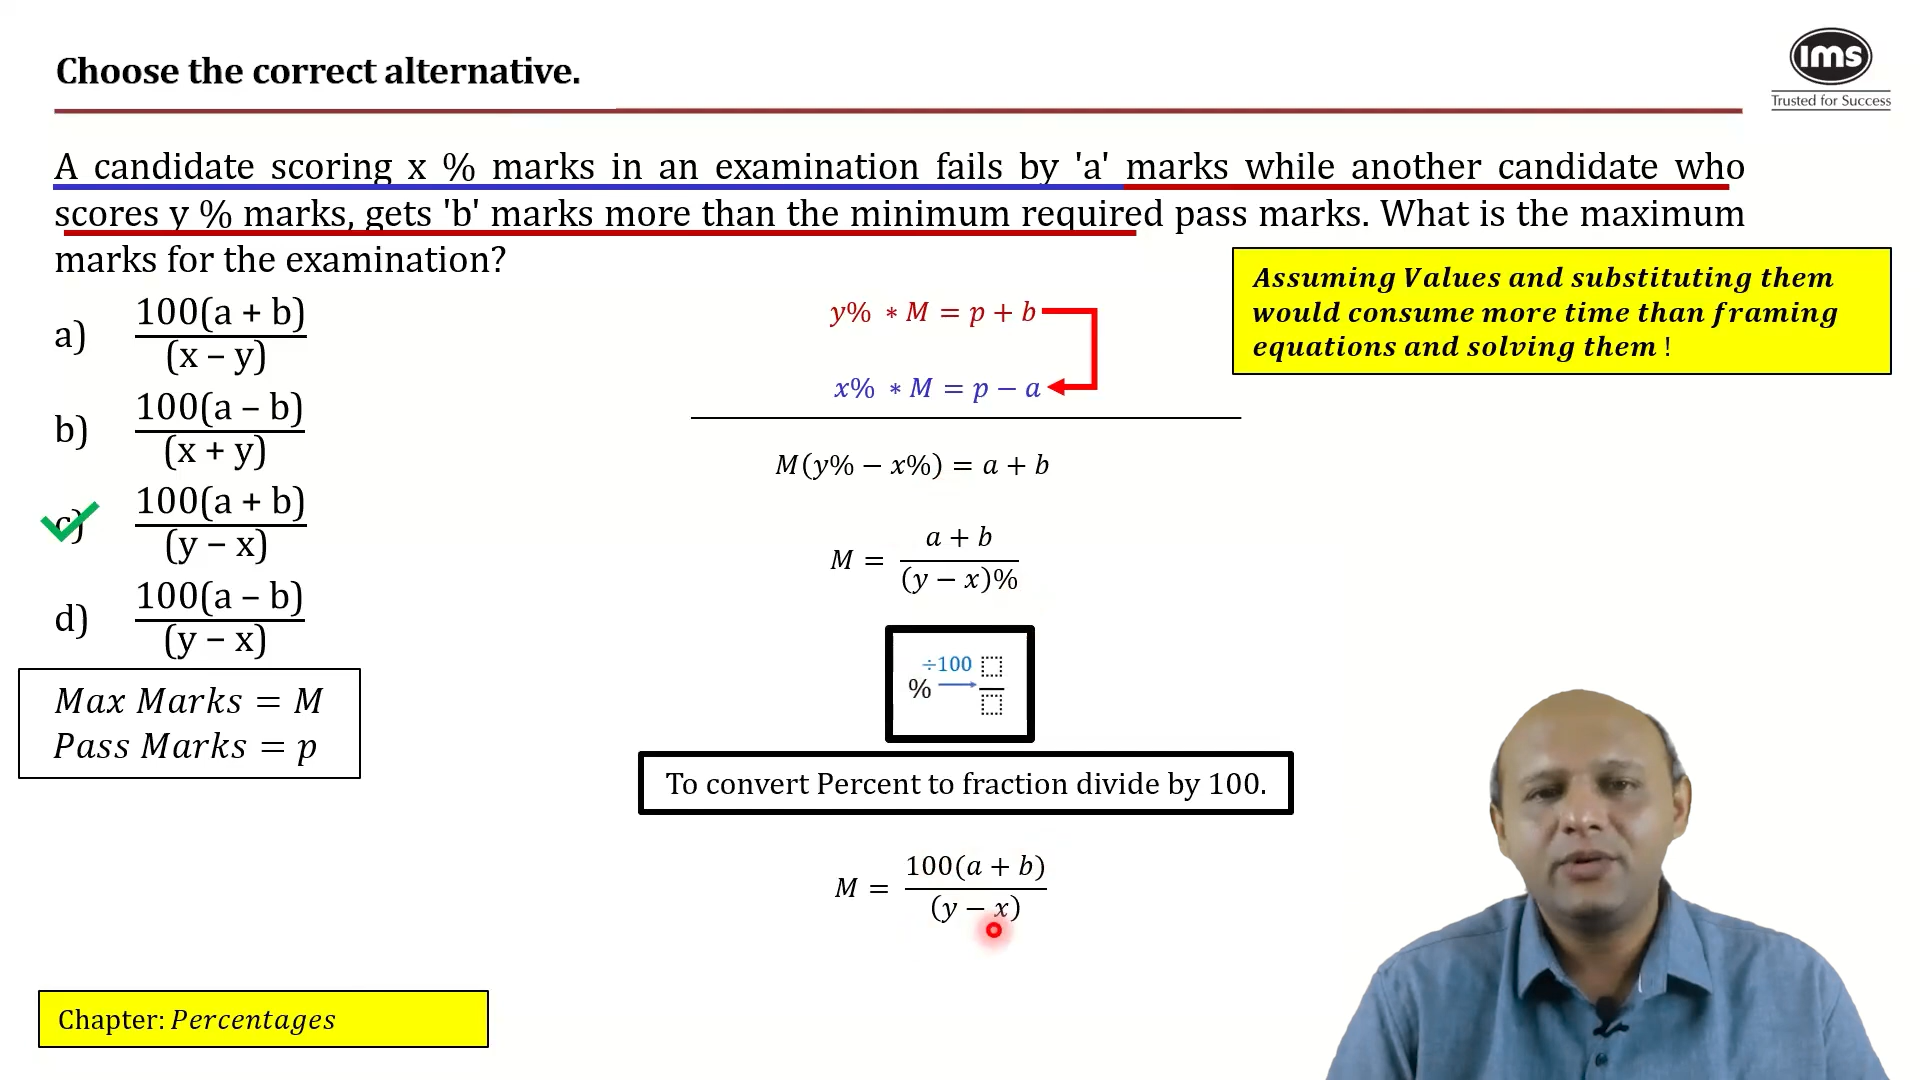 Choose the correct alternative.
ims
Trusted for Success
A candidate scoring x % marks in an examination fails by 'a' marks while another candidate who
scores y % marks, gets 'b' marks more than the minimum required pass marks. What is the maximum
marks for the examination?
a) 100(a + b)
(x – y)
b) 100(a – b)
(x + y)
c) 100(a + b)
(y – x)
d) 100(a – b)
(y – x)
Max Marks = M
Pass Marks = p
y% * M = p + b
x% * M = p − a
M(y% − x%) = a + b
M = a + b
(y − x)%
÷100
%
To convert Percent to fraction divide by 100.
M = 100(a + b)
(y − x)
Assuming Values and substituting them
would consume more time than framing
equations and solving them !
Chapter: Percentages